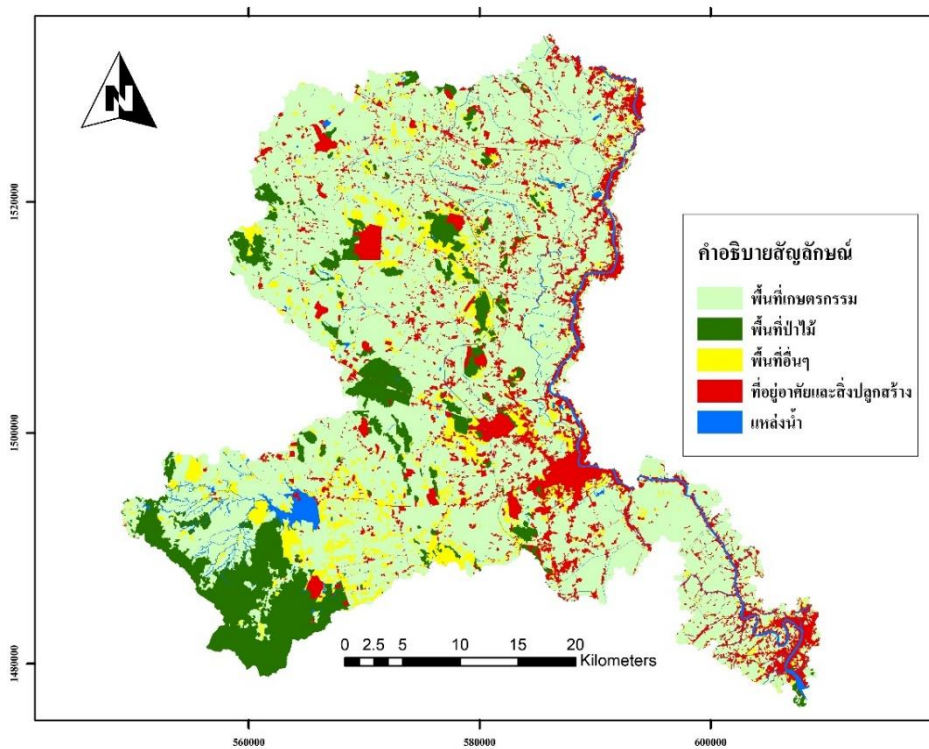 N
1520000
1500000
1480000
คำอธิบายสัญลักษณ์
พื้นที่เกษตรกรรม
พื้นที่ป่าไม้
พื้นที่อื่นๆ
ที่อยู่อาศัยและสิ่งปลูกสร้าง
แหล่งน้ำ
0 2.5 5 10 15 20
Kilometers
560000 580000 600000